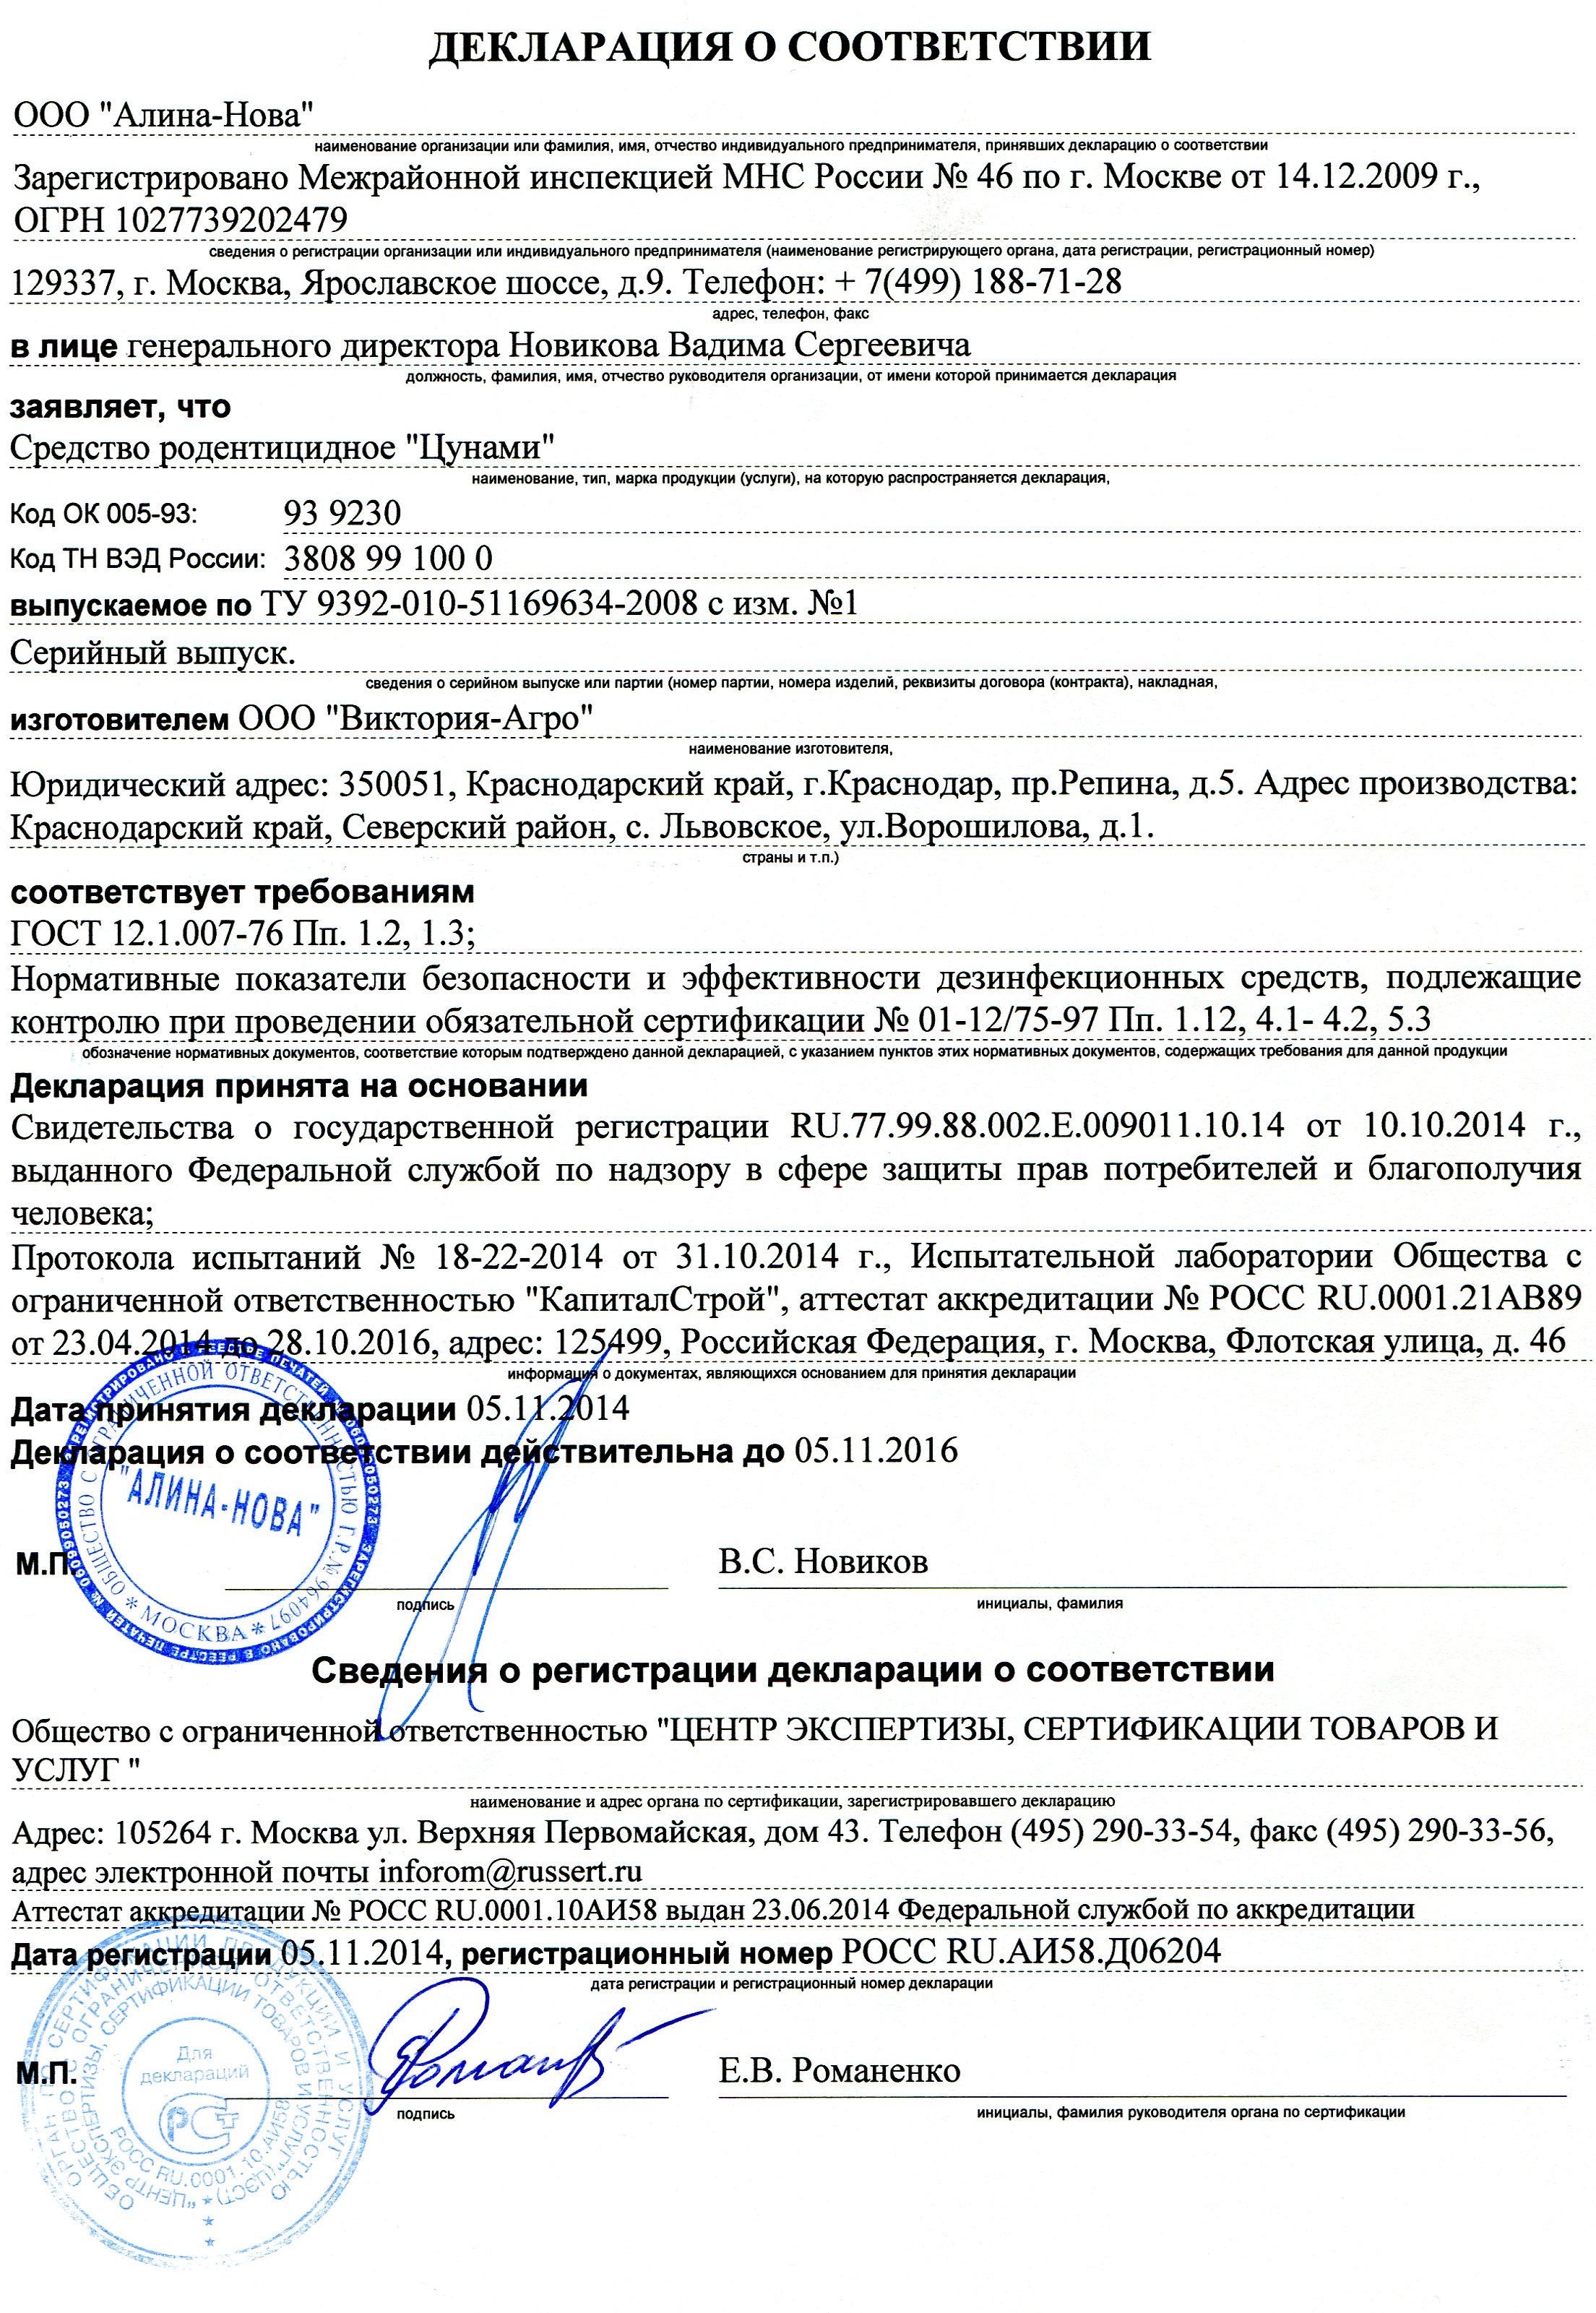 ДЕКЛАРАЦИЯ О СООТВЕТСТВИИ
ООО "Алина-Нова"
наименование организации или фамилия, имя, отчество индивидуального предпринимателя, принявших декларацию о соответствии
Зарегистрировано Межрайонной инспекцией МНС России № 46 по г. Москве от 14.12.2009 г.,
ОГРН 1027739202479
сведения о регистрации организации или индивидуального предпринимателя (наименование регистрирующего органа, дата регистрации, регистрационный номер)
129337, г. Москва, Ярославское шоссе, д.9. Телефон: + 7(499) 188-71-28
адрес, телефон, факс
в лице генерального директора Новикова Вадима Сергеевича
должность, фамилия, имя, отчество руководителя организации, от имени которой принимается декларация
заявляет, что
Средство родентицидное "Цунами"
наименование, тип, марка продукции (услуги), на которую распространяется декларация,
Код ОК 005-93: 93 9230
Код ТН ВЭД России: 3808 99 100 0
выпускаемое по ТУ 9392-010-51169634-2008 с изм. №1
Серийный выпуск.
сведения о серийном выпуске или партии (номер партии, номера изделий, реквизиты договора (контракта), накладная,
изготовителем ООО "Виктория-Агро"
наименование изготовителя,
Юридический адрес: 350051, Краснодарский край, г.Краснодар, пр.Репина, д.5. Адрес производства:
Краснодарский край, Северский район, с. Львовское, ул.Ворошилова, д.1.
страны и т.п.)
соответствует требованиям
ГОСТ 12.1.007-76 Пп. 1.2, 1.3;
Нормативные показатели безопасности и эффективности дезинфекционных средств, подлежащие
контролю при проведении обязательной сертификации № 01-12/75-97 Пп. 1.12, 4.1- 4.2, 5.3
обозначение нормативных документов, соответствие которым подтверждено данной декларацией, с указанием пунктов этих нормативных документов, содержащих требования для данной продукции
Декларация принята на основании
Свидетельства о государственной регистрации RU.77.99.88.002.Е.009011.10.14 от 10.10.2014 г.,
выданного Федеральной службой по надзору в сфере защиты прав потребителей и благополучия
человека;
Протокола испытаний № 18-22-2014 от 31.10.2014 г., Испытательной лаборатории Общества с
ограниченной ответственностью "КапиталСтрой", аттестат аккредитации № РОСС RU.0001.21АВ89
от 23.04.2014 до 28.10.2016, адрес: 125499, Российская Федерация, г. Москва, Флотская улица, д. 46
информация о документах, являющихся основанием для принятия декларации
Дата принятия декларации 05.11.2014
Декларация о соответствии действительна до 05.11.2016
ЗАРЕГИСТРИРОВАНО В РЕЕСТРЕ ПЕЧАТЕЙ
ОБЩЕСТВО С ОГРАНИЧЕННОЙ ОТВЕТСТВЕННОСТЬЮ Г.Р.№ 964097 * МОСКВА *
"АЛИНА-НОВА"
М.П. В.С. Новиков
подпись инициалы, фамилия
Сведения о регистрации декларации о соответствии
Общество с ограниченной ответственностью "ЦЕНТР ЭКСПЕРТИЗЫ, СЕРТИФИКАЦИИ ТОВАРОВ И
УСЛУГ "
наименование и адрес органа по сертификации, зарегистрировавшего декларацию
Адрес: 105264 г. Москва ул. Верхняя Первомайская, дом 43. Телефон (495) 290-33-54, факс (495) 290-33-56,
адрес электронной почты inforom@russert.ru
Аттестат аккредитации № РОСС RU.0001.10АИ58 выдан 23.06.2014 Федеральной службой по аккредитации
Дата регистрации 05.11.2014, регистрационный номер РОСС RU.АИ58.Д06204
дата регистрации и регистрационный номер декларации
ОРГАН ПО СЕРТИФИКАЦИИ ПРОДУКЦИИ И УСЛУГ
ОБЩЕСТВО С ОГРАНИЧЕННОЙ ОТВЕТСТВЕННОСТЬЮ
"ЦЕНТР ЭКСПЕРТИЗЫ, СЕРТИФИКАЦИИ ТОВАРОВ И УСЛУГ" (ЦЭСТ)
РОСС RU.0001.10.АИ58
Для
деклараций
М.П. Е.В. Романенко
подпись инициалы, фамилия руководителя органа по сертификации